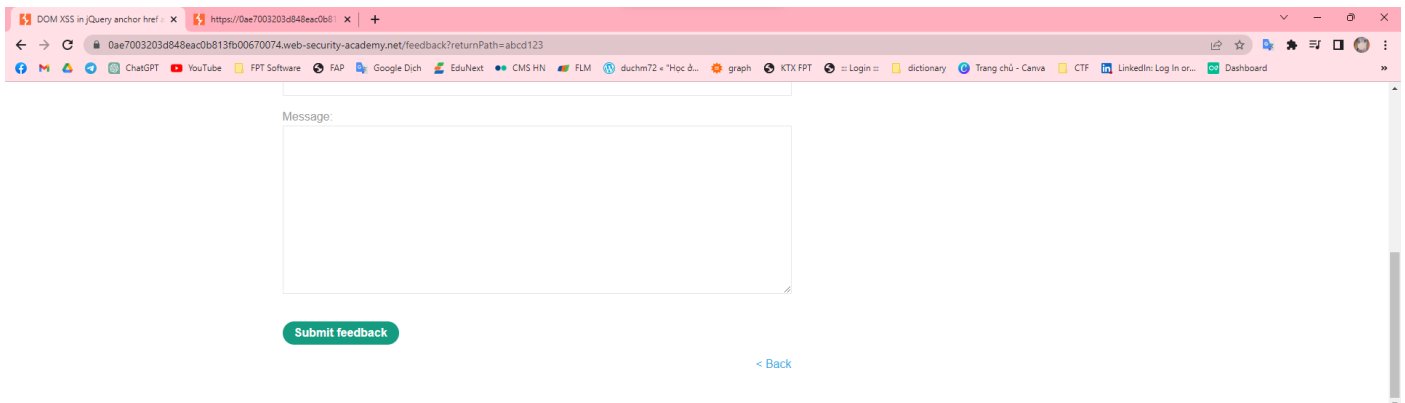 DOM XSS in jQuery anchor href
https://0ae7003203d848eac0b81
0ae7003203d848eac0b813fb00670074.web-security-academy.net/feedback?returnPath=abcd123
ChatGPT YouTube FPT Software FAP Google Dịch EduNext CMS HN FLM duchm72 « "Học ở... graph KTX FPT :: Login :: dictionary Trang chủ - Canva CTF LinkedIn: Log In or... Dashboard »
Message:
Submit feedback
< Back